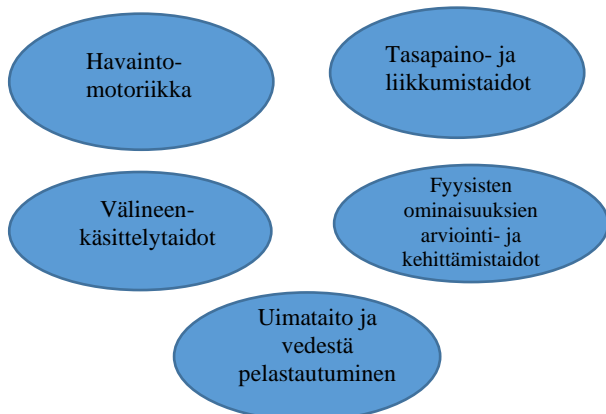 Havainto-
motoriikka
Tasapaino- ja
liikkumistaidot
Välineen-
käsittelytaidot
Fyysisten
ominaisuuksien
arviointi- ja
kehittämistaidot
Uimataito ja
vedestä
pelastautuminen